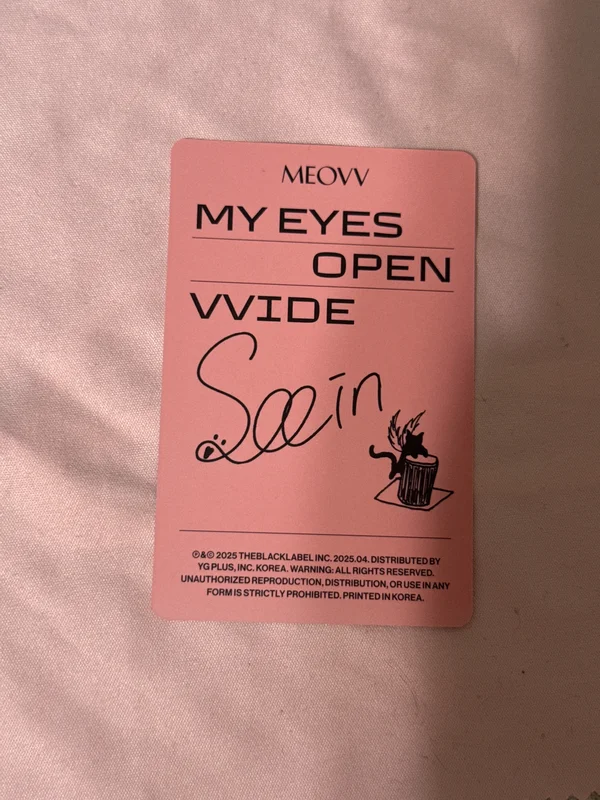 MEOVV
MY EYES
OPEN
VVIDE
Seein
℗&© 2025 THEBLACKLABEL INC. 2025.04. DISTRIBUTED BY
YG PLUS, INC. KOREA. WARNING: ALL RIGHTS RESERVED.
UNAUTHORIZED REPRODUCTION, DISTRIBUTION, OR USE IN ANY
FORM IS STRICTLY PROHIBITED. PRINTED IN KOREA.